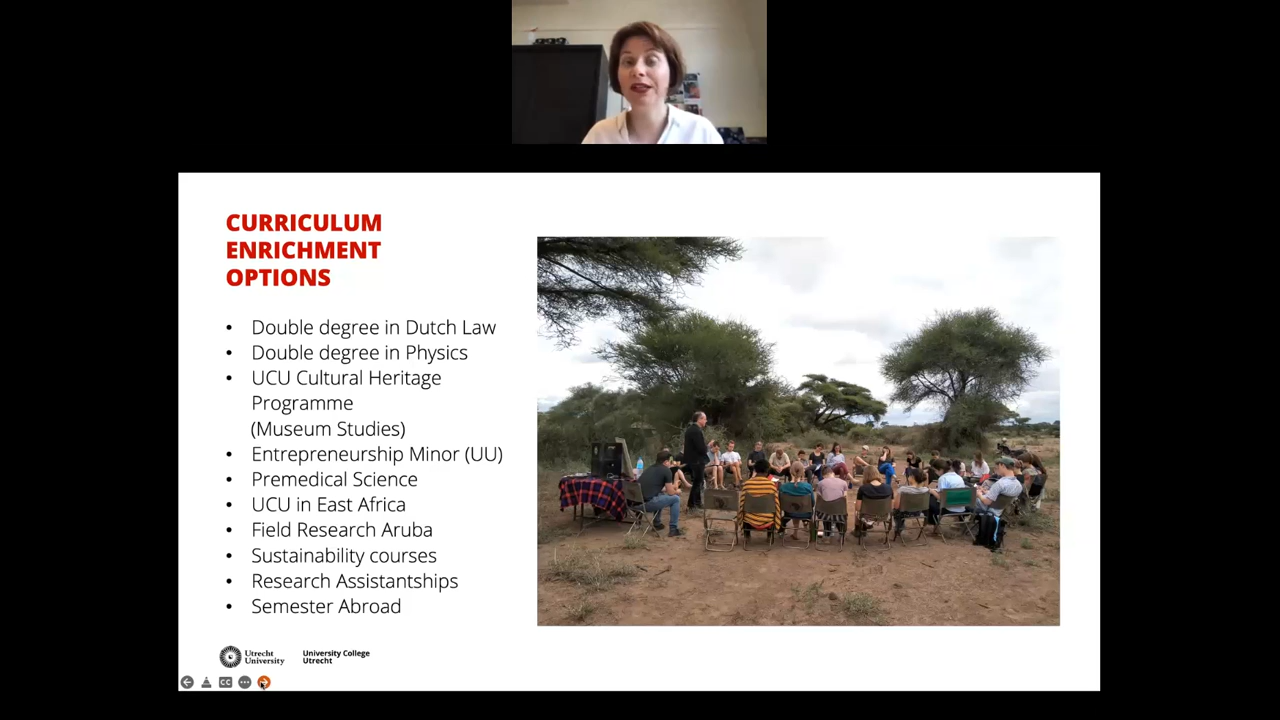 CURRICULUM
ENRICHMENT
OPTIONS
• Double degree in Dutch Law
• Double degree in Physics
• UCU Cultural Heritage
Programme
(Museum Studies)
• Entrepreneurship Minor (UU)
• Premedical Science
• UCU in East Africa
• Field Research Aruba
• Sustainability courses
• Research Assistantships
• Semester Abroad
Utrecht
University
University College
Utrecht
CC